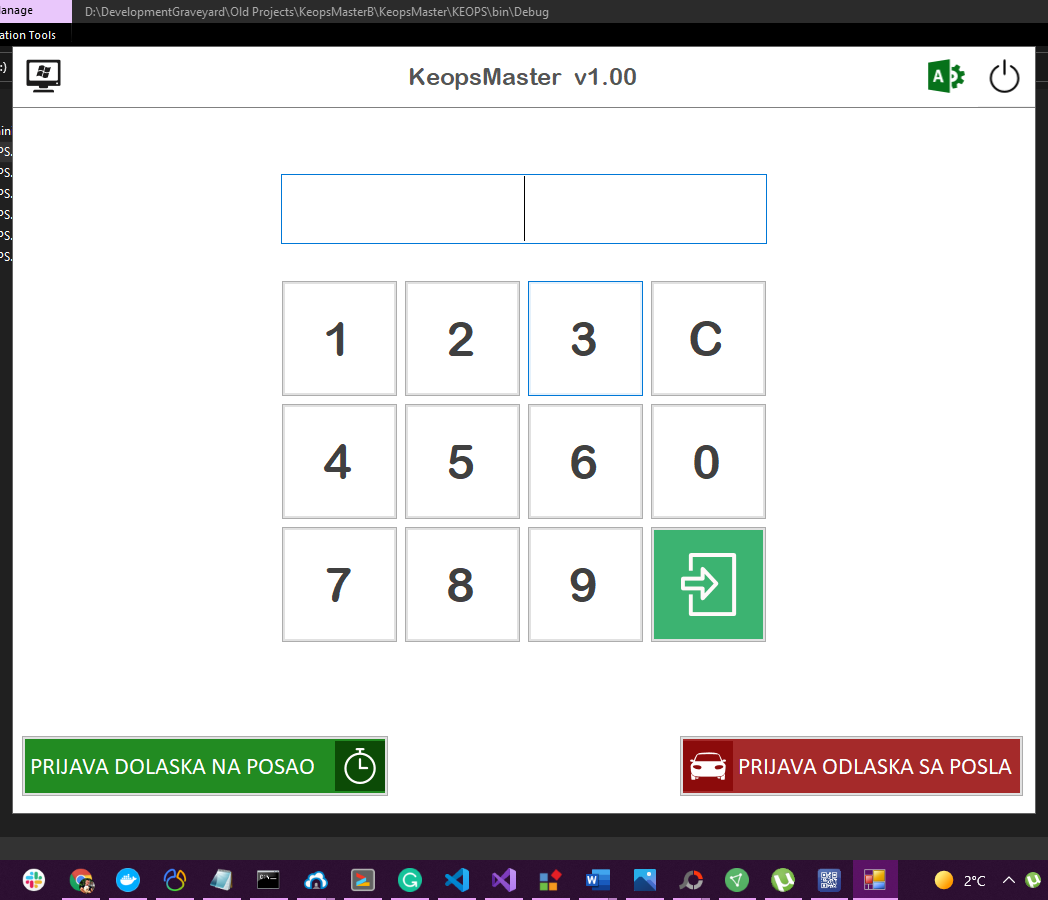 anage
D:\DevelopmentGraveyard\Old Projects\KeopsMasterB\KeopsMaster\KEOPS\bin\Debug
ation Tools
:)
KeopsMaster v1.00
A
in
PS.
PS.
PS.
PS.
PS.
PS.
1 2 3 C
4 5 6 0
7 8 9
PRIJAVA DOLASKA NA POSAO
PRIJAVA ODLASKA SA POSLA
2°C